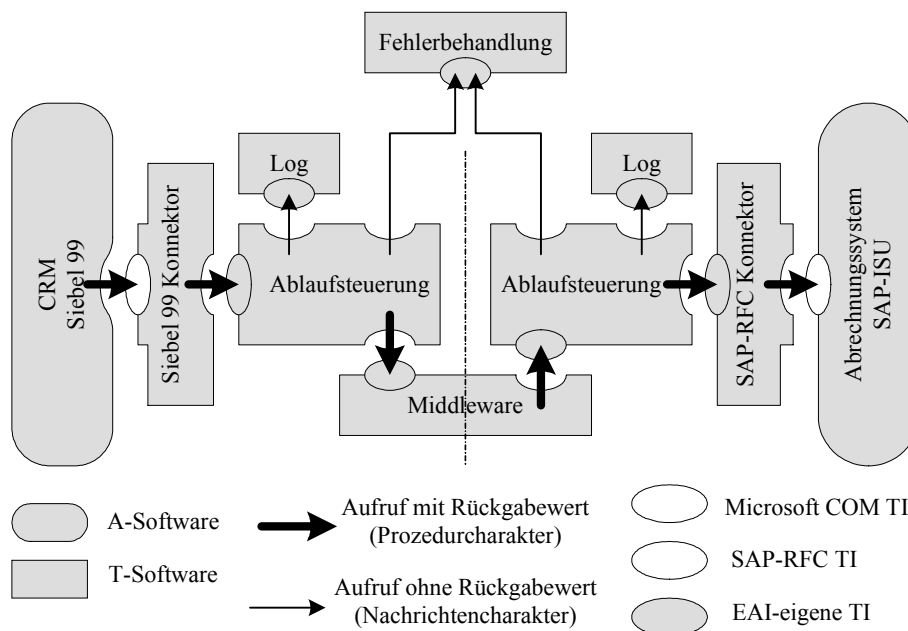 Fehlerbehandlung
Log
Log
CRM
Siebel 99
Siebel 99 Konnektor
Ablaufsteuerung
Ablaufsteuerung
SAP-RFC Konnektor
Abrechnungssystem
SAP-ISU
Middleware
A-Software
T-Software
Aufruf mit Rückgabewert
(Prozedurcharakter)
Aufruf ohne Rückgabewert
(Nachrichtencharakter)
Microsoft COM TI
SAP-RFC TI
EAI-eigene TI